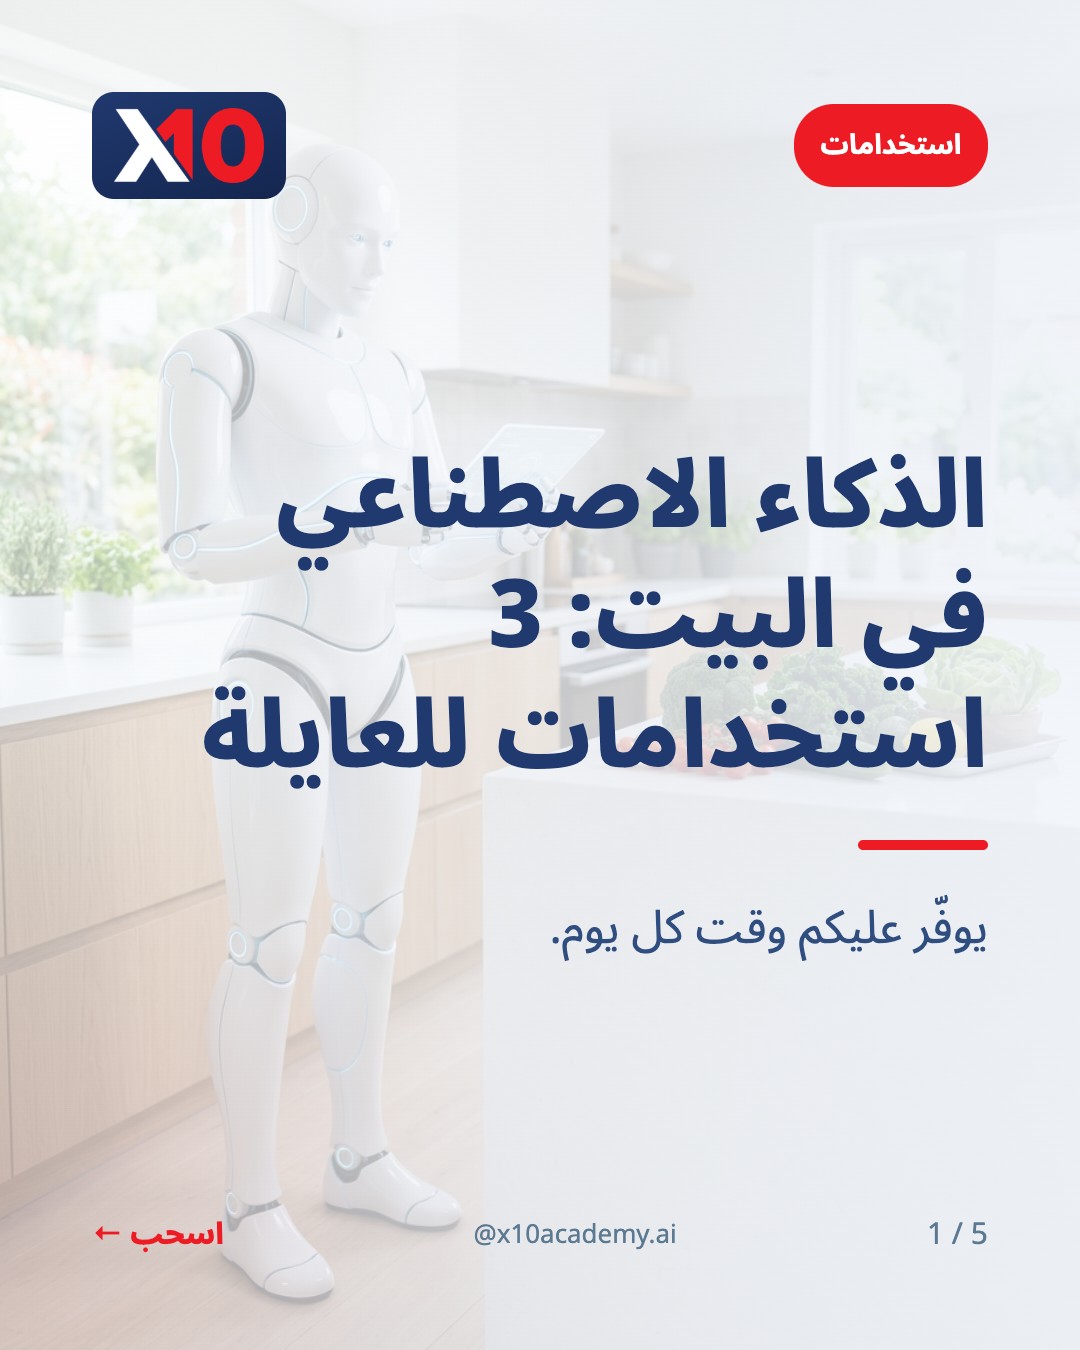 X10
استخدامات
الذكاء الاصطناعي
في البيت: 3
استخدامات للعايلة
يوفّر عليكم وقت كل يوم.
1 / 5
@x10academy.ai
اسحب ←